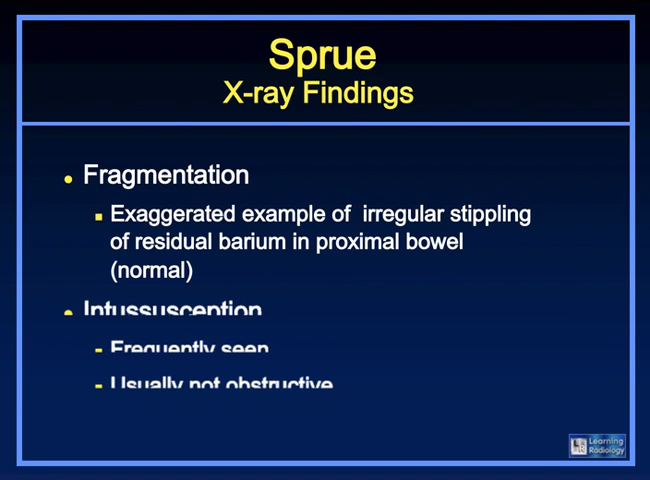 Sprue
X-ray Findings
Fragmentation
Exaggerated example of irregular stippling
of residual barium in proximal bowel
(normal)
Intussusception
Frequently seen
Usually not obstructive
Learning
Radiology